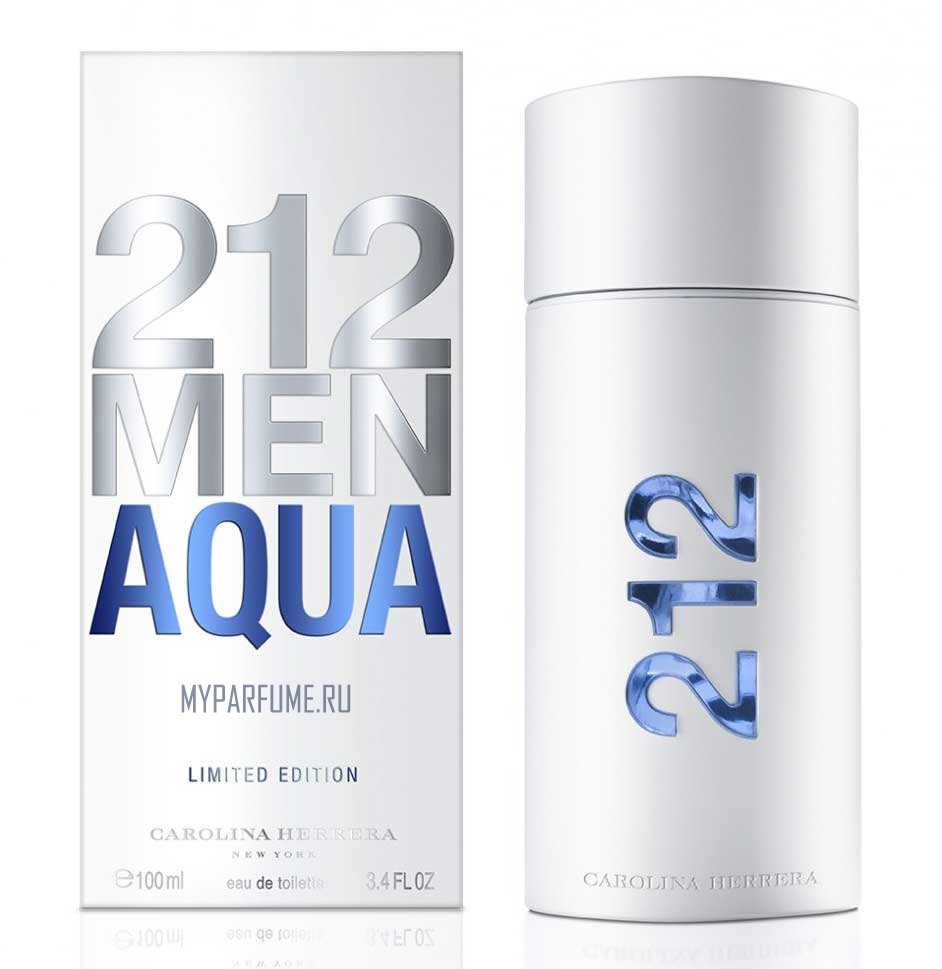 212
MEN
AQUA
MYPARFUME.RU
LIMITED EDITION
CAROLINA HERRERA
NEW YORK
℮100ml eau de toilette 3.4 FL OZ
212
CAROLINA HERRERA